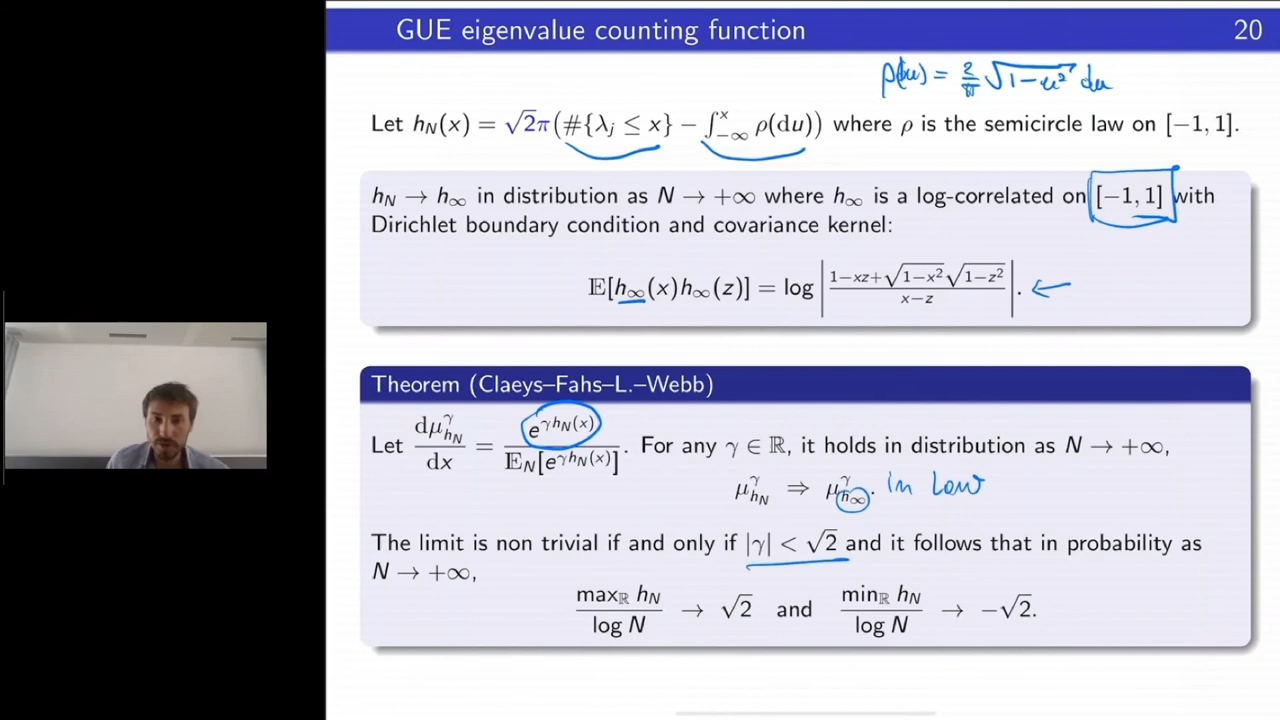 GUE eigenvalue counting function 20
ρ(du) = 2/π √(1−u²) du
Let h_N(x) = √2π(#{λ_j ≤ x} − ∫_{−∞}^x ρ(du)) where ρ is the semicircle law on [−1, 1].
h_N → h_∞ in distribution as N → +∞ where h_∞ is a log-correlated on [−1, 1] with
Dirichlet boundary condition and covariance kernel:
E[h_∞(x)h_∞(z)] = log |(1−xz+√(1−x²)√(1−z²))/(x−z)|. ←
Theorem (Claeys–Fahs–L.–Webb)
Let dμ^γ_{h_N}/dx = e^{γh_N(x)}/E_N[e^{γh_N(x)}]. For any γ ∈ ℝ, it holds in distribution as N → +∞,
μ^γ_{h_N} ⇒ μ^γ_{h_∞}. in law
The limit is non trivial if and only if |γ| < √2 and it follows that in probability as
N → +∞,
max_ℝ h_N / log N → √2 and min_ℝ h_N / log N → −√2.